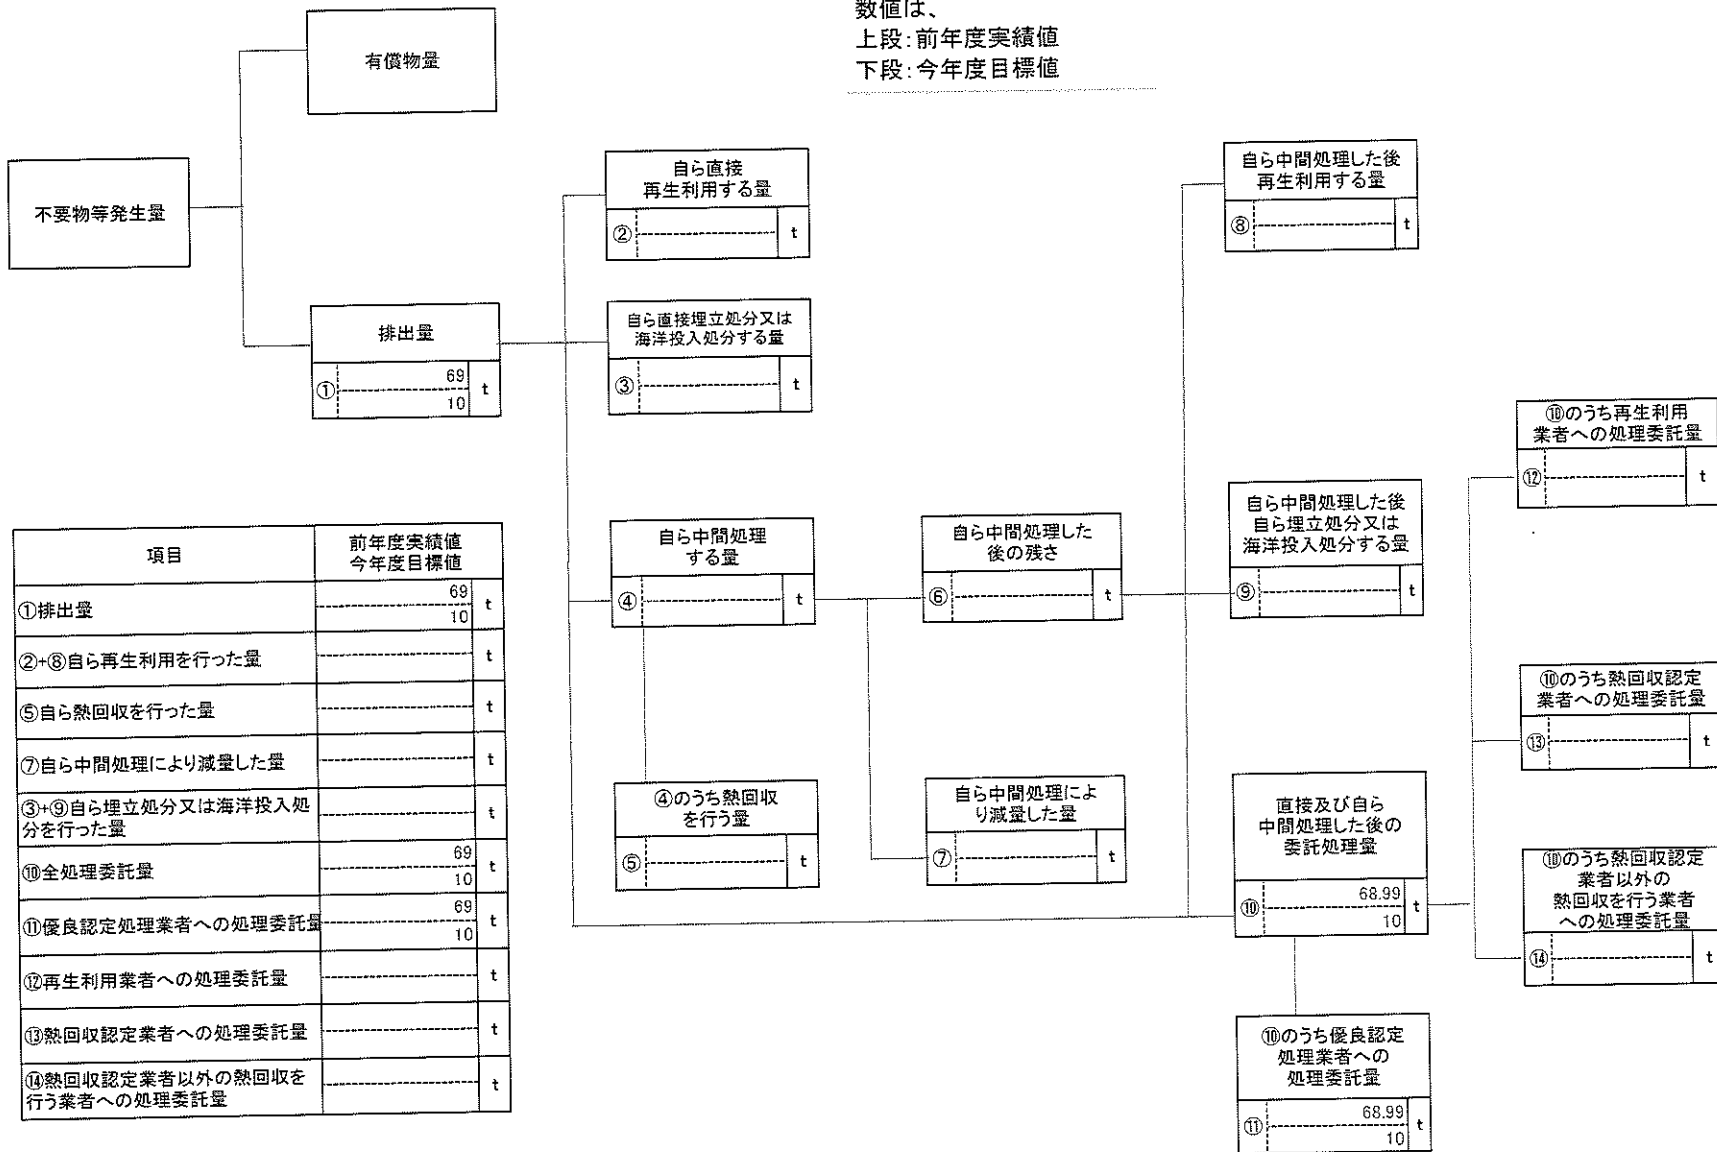 数値は、
上段:前年度実績値
下段:今年度目標値
有償物量
不要物等発生量
排出量
①
69
10
t
自ら直接
再生利用する量
②
t
自ら直接埋立処分又は
海洋投入処分する量
③
t
自ら中間処理
する量
④
t
④のうち熱回収
を行う量
⑤
t
自ら中間処理した
後の残さ
⑥
t
自ら中間処理によ
り減量した量
⑦
t
自ら中間処理した後
再生利用する量
⑧
t
自ら中間処理した後
自ら埋立処分又は
海洋投入処分する量
⑨
t
直接及び自ら
中間処理した後の
委託処理量
⑩
68.99
10
t
⑩のうち優良認定
処理業者への
処理委託量
⑪
68.99
10
t
⑩のうち再生利用
業者への処理委託量
⑫
t
⑩のうち熱回収認定
業者への処理委託量
⑬
t
⑩のうち熱回収認定
業者以外の
熱回収を行う業者
への処理委託量
⑭
t
項目
前年度実績値
今年度目標値
①排出量
69
10
t
②+⑧自ら再生利用を行った量
t
⑤自ら熱回収を行った量
t
⑦自ら中間処理により減量した量
t
③+⑨自ら埋立処分又は海洋投入処
分を行った量
t
⑩全処理委託量
69
10
t
⑪優良認定処理業者への処理委託量
69
10
t
⑫再生利用業者への処理委託量
t
⑬熱回収認定業者への処理委託量
t
⑭熱回収認定業者以外の熱回収を
行う業者への処理委託量
t